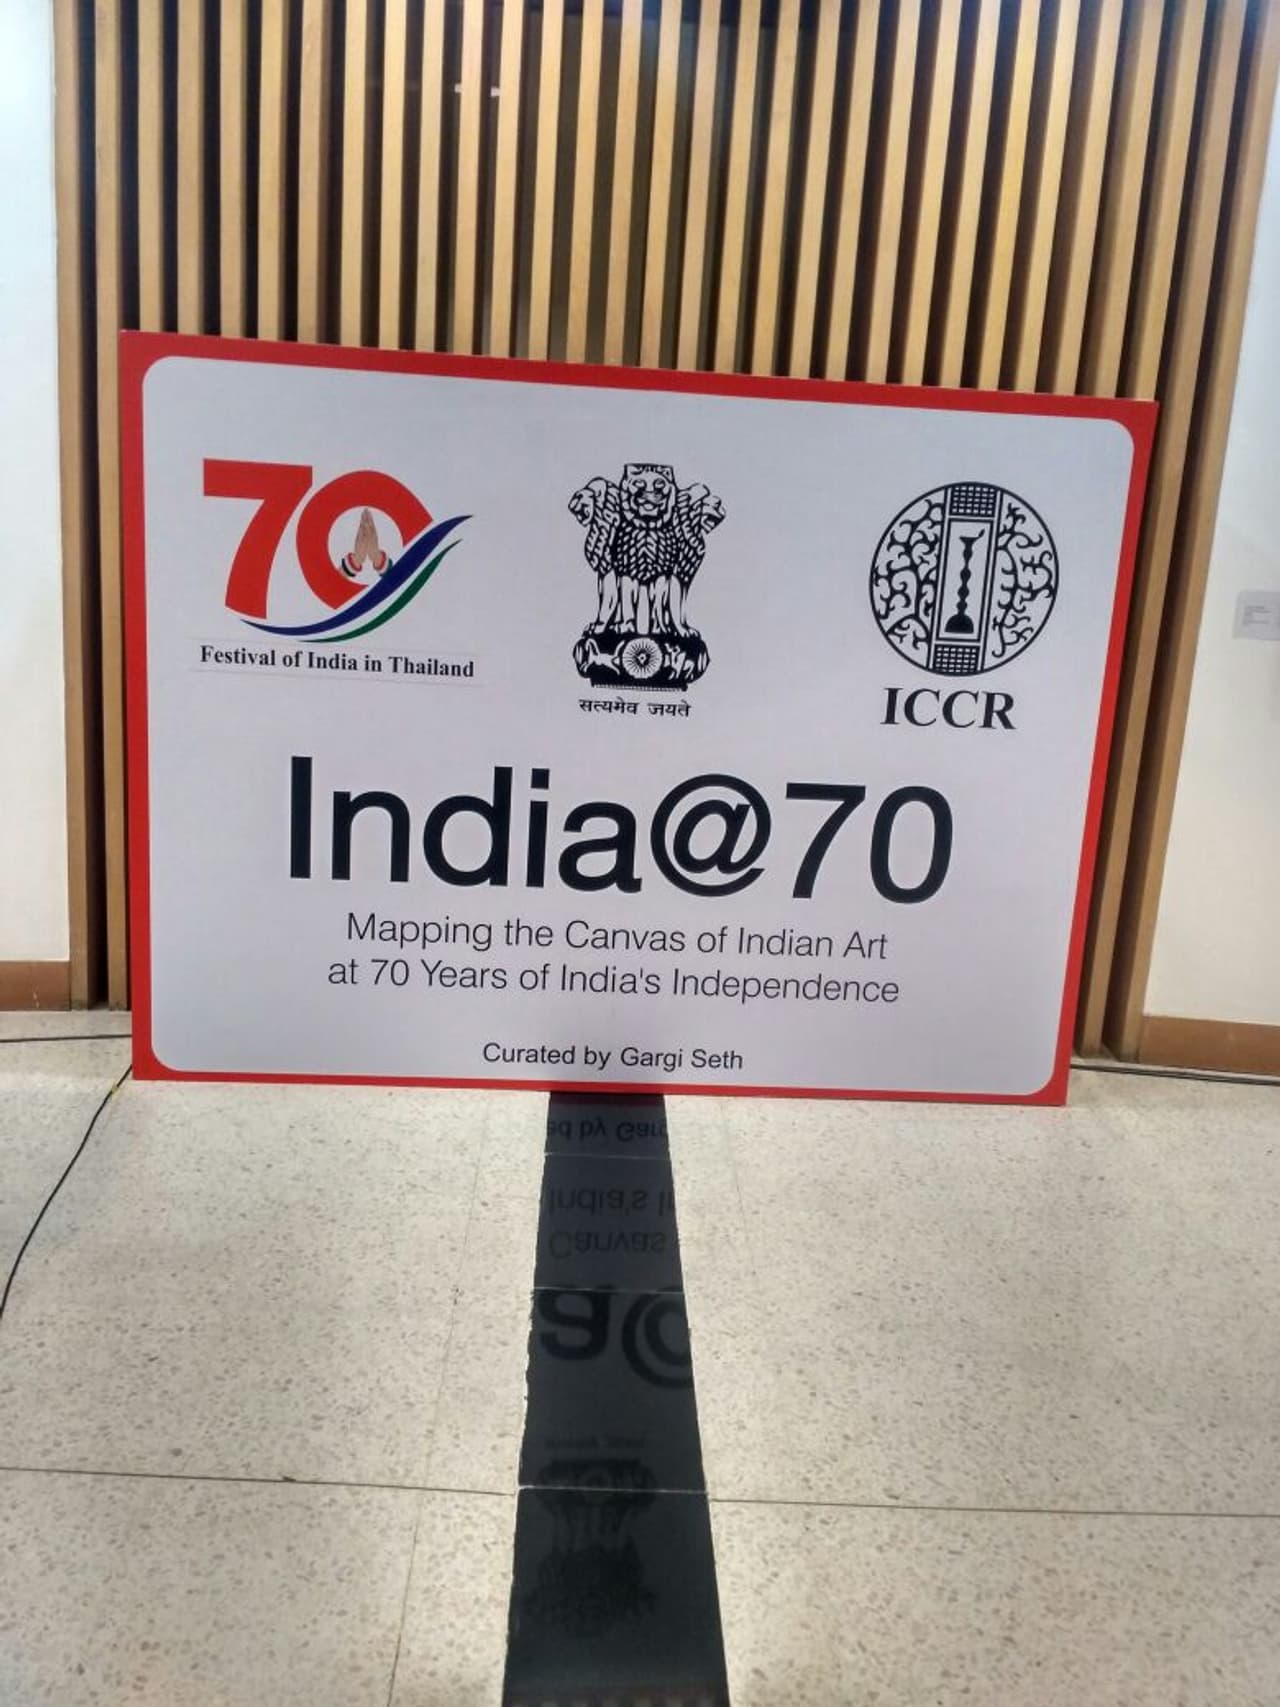 70
Festival of India in Thailand
सत्यमेव जयते
ICCR
India@70
Mapping the Canvas of Indian Art
at 70 Years of India's Independence
Curated by Gargi Seth